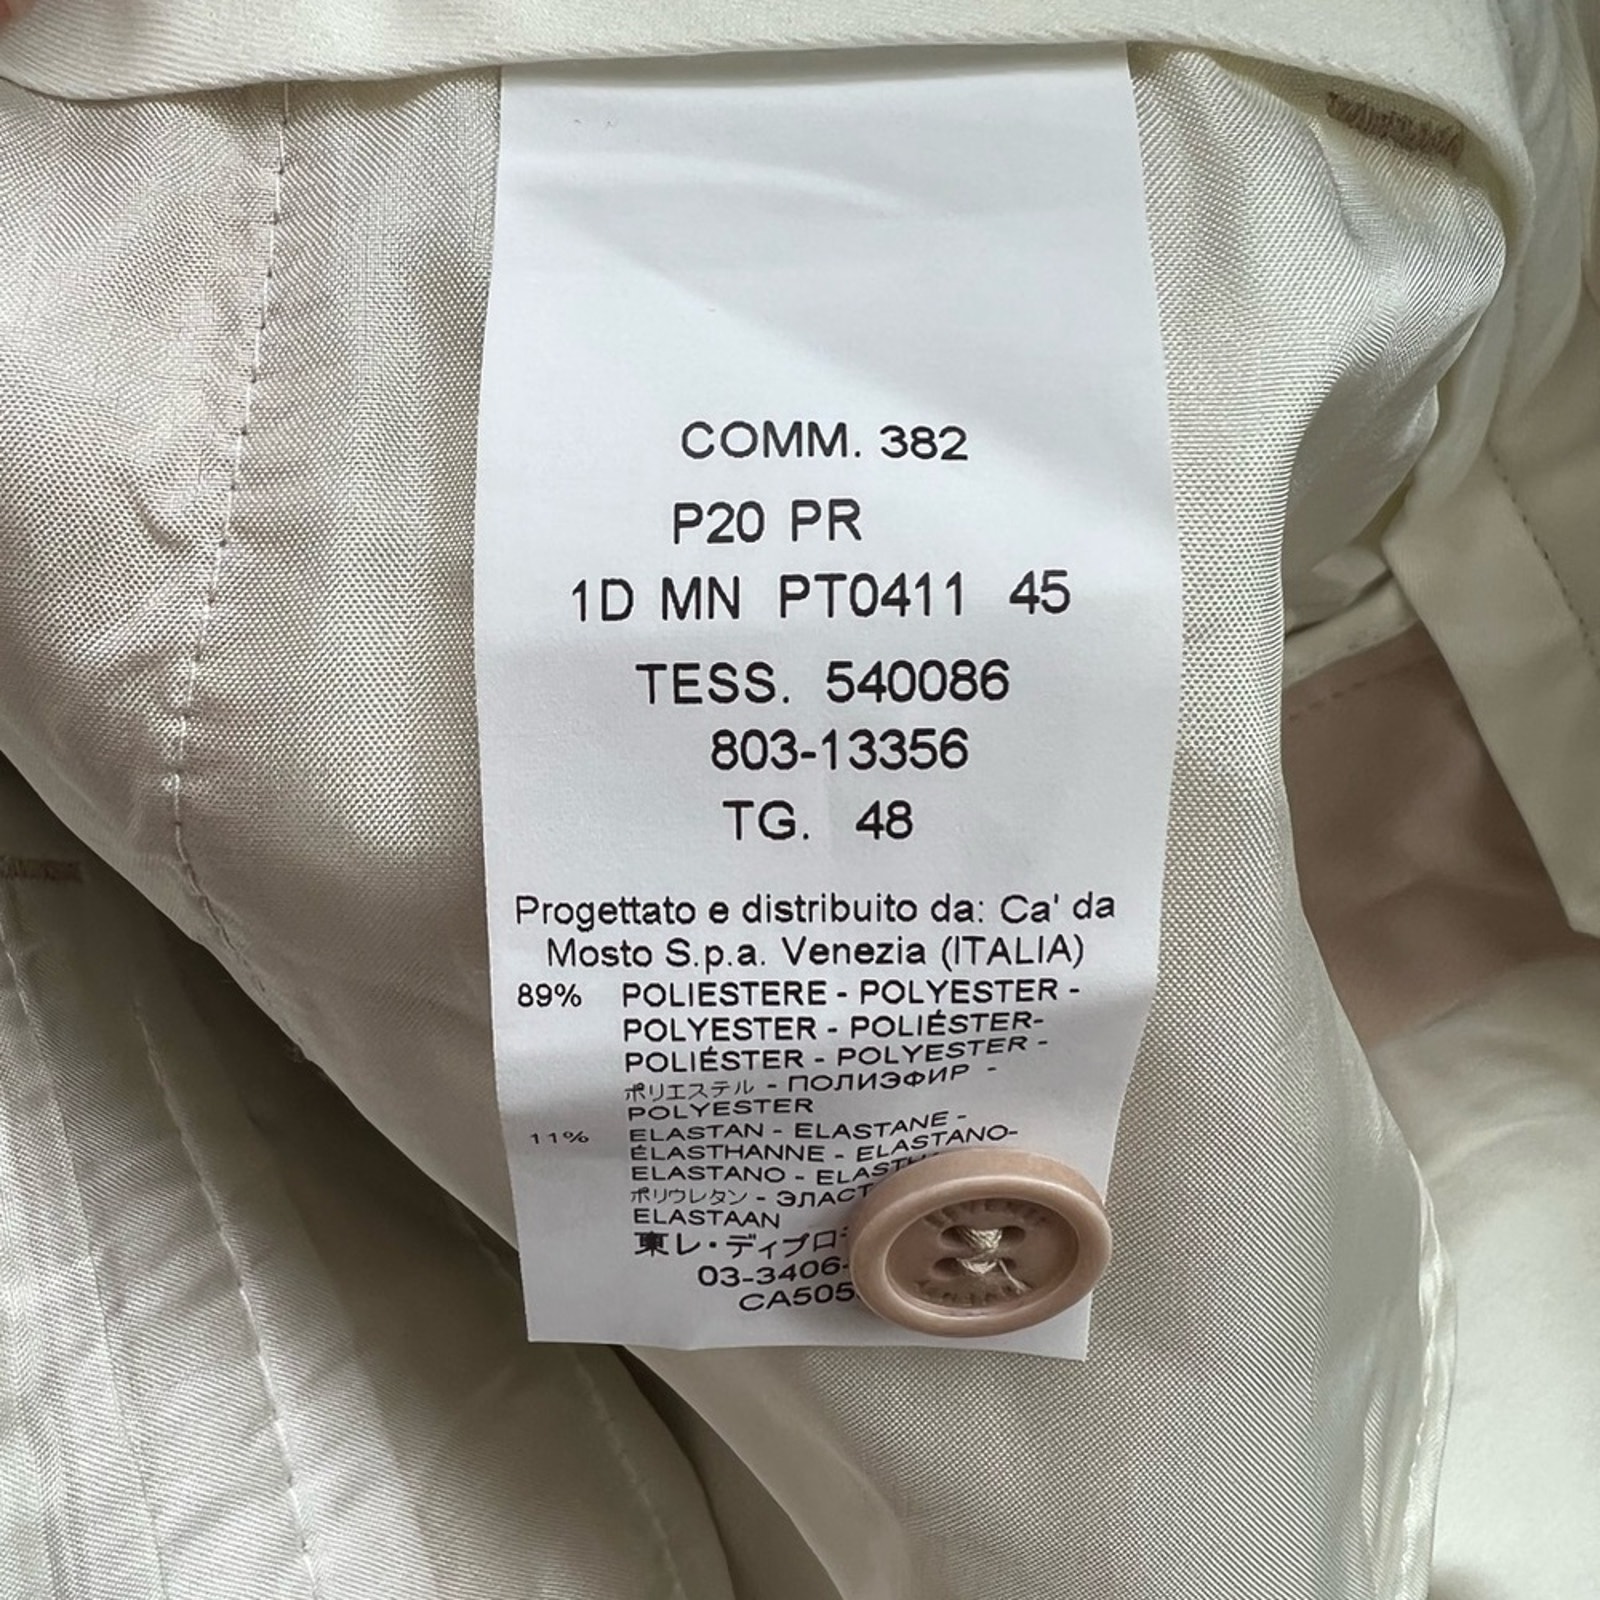 COMM. 382
P20 PR
1D MN PT0411 45
TESS. 540086
803-13356
TG. 48
Progettato e distribuito da: Ca' da
Mosto S.p.a. Venezia (ITALIA)
89% POLIESTERE - POLYESTER -
POLYESTER - POLIÉSTER-
POLIÉSTER - POLYESTER -
ポリエステル - ПОЛИЭФИР -
POLYESTER
11% ELASTAN - ELASTANE -
ÉLASTHANNE - ELASTANO-
ELASTANO -
ポリウレタン -
ELASTAAN
東レ・ディプロ
03-3406-
CA505